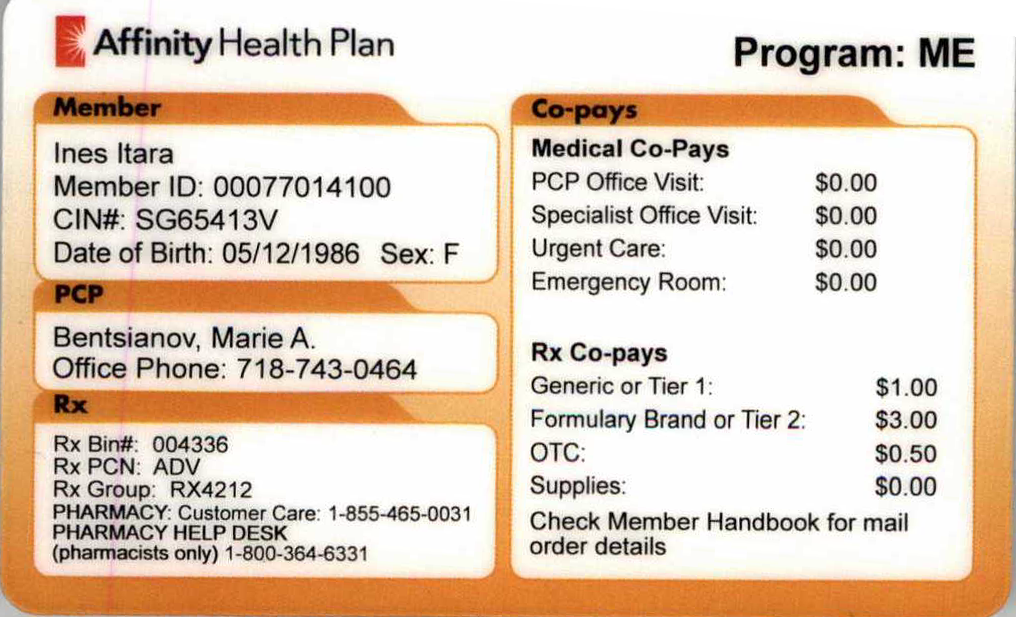 Affinity Health Plan
Program: ME
Member
Ines Itara
Member ID: 00077014100
CIN#: SG65413V
Date of Birth: 05/12/1986 Sex: F
PCP
Bentsianov, Marie A.
Office Phone: 718-743-0464
Rx
Rx Bin#: 004336
Rx PCN: ADV
Rx Group: RX4212
PHARMACY: Customer Care: 1-855-465-0031
PHARMACY HELP DESK
(pharmacists only) 1-800-364-6331
Co-pays
Medical Co-Pays
PCP Office Visit: $0.00
Specialist Office Visit: $0.00
Urgent Care: $0.00
Emergency Room: $0.00
Rx Co-pays
Generic or Tier 1: $1.00
Formulary Brand or Tier 2: $3.00
OTC: $0.50
Supplies: $0.00
Check Member Handbook for mail
order details